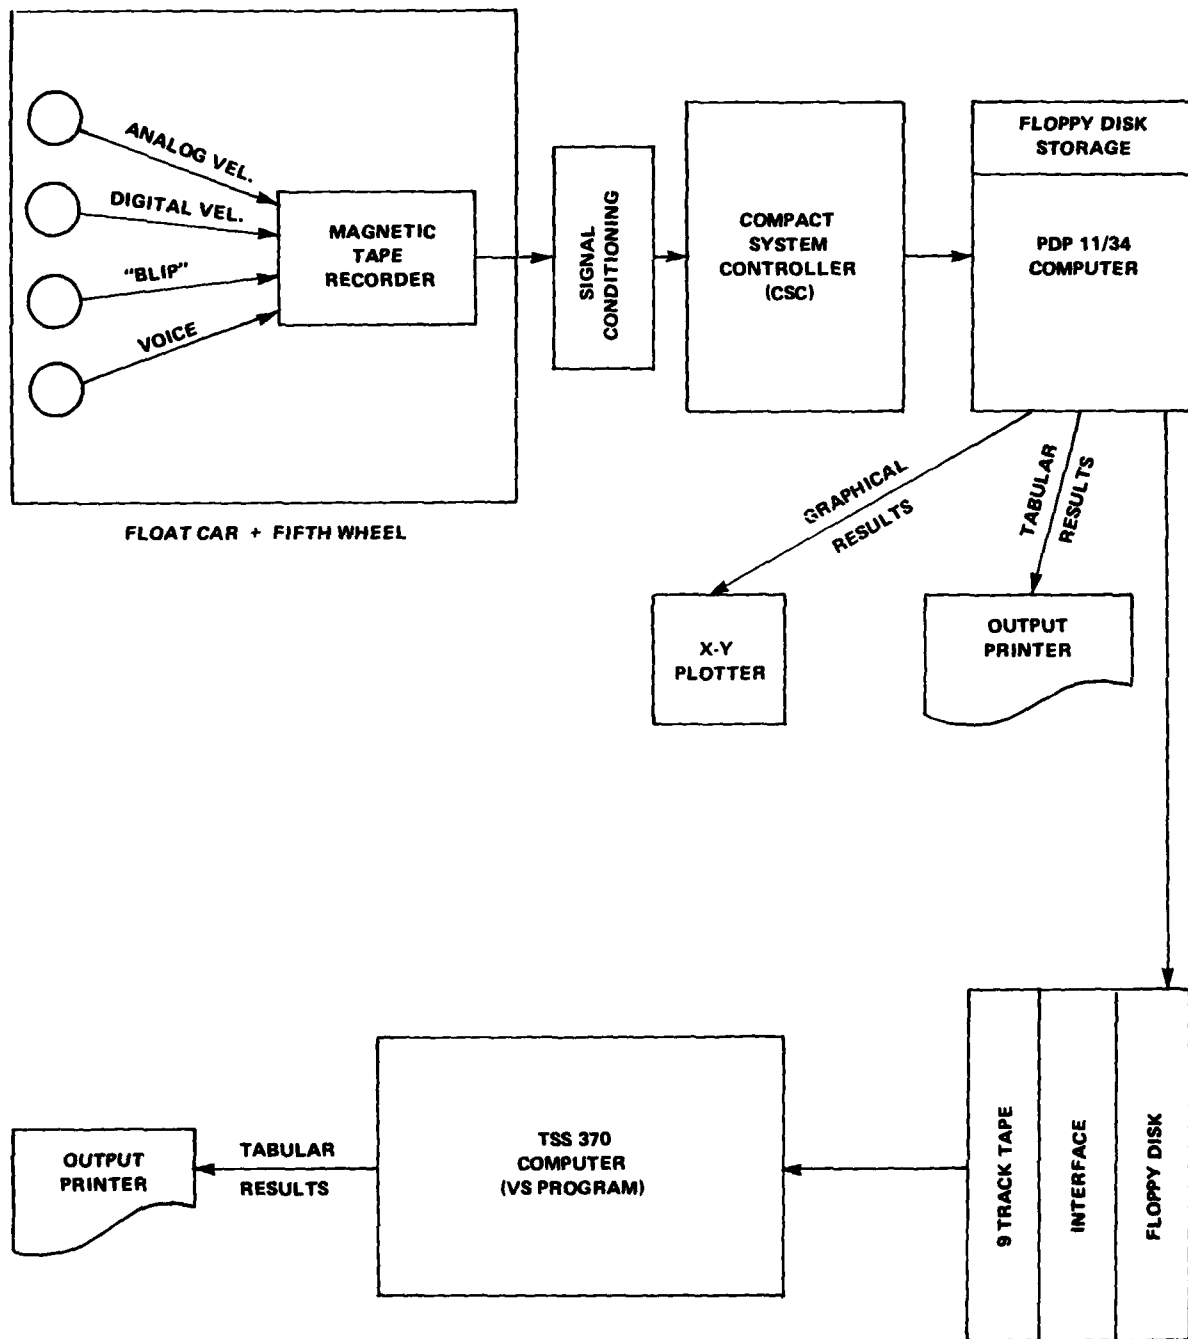 ANALOG VEL.
DIGITAL VEL.
"BLIP"
VOICE
MAGNETIC
TAPE
RECORDER
FLOAT CAR + FIFTH WHEEL
SIGNAL
CONDITIONING
COMPACT
SYSTEM
CONTROLLER
(CSC)
FLOPPY DISK
STORAGE
PDP 11/34
COMPUTER
GRAPHICAL
RESULTS
TABULAR
RESULTS
X-Y
PLOTTER
OUTPUT
PRINTER
9 TRACK TAPE
INTERFACE
FLOPPY DISK
TSS 370
COMPUTER
(VS PROGRAM)
TABULAR
RESULTS
OUTPUT
PRINTER